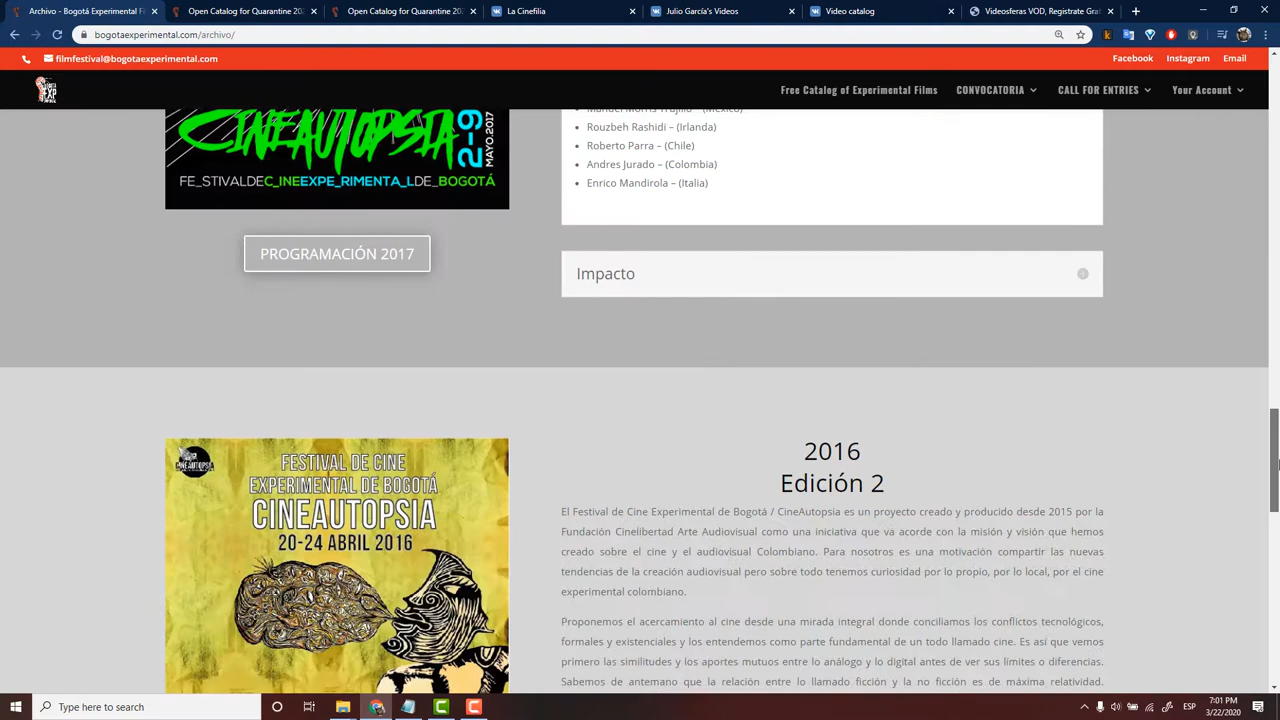 Archivo - Bogotá Experimental F
Open Catalog for Quarantine 20
Open Catalog for Quarantine 20
La Cinefilia
Julio García's Videos
Video catalog
Videosferas VOD, Registrate Grat
bogotaexperimental.com/archivo/
filmfestival@bogotaexperimental.com
Facebook
Instagram
Email
Free Catalog of Experimental Films
CONVOCATORIA
CALL FOR ENTRIES
Your Account
CINEAUTOPSIA
2-9
MAYO.2017
FE_STIVALDEC_INEEXPE_RIMENTA_LDE_BOGOTÁ
Manuel Morris Trujillo – (México)
Rouzbeh Rashidi – (Irlanda)
Roberto Parra – (Chile)
Andres Jurado – (Colombia)
Enrico Mandirola – (Italia)
PROGRAMACIÓN 2017
Impacto
CINEAUTOPSIA
FESTIVAL DE CINE
EXPERIMENTAL DE BOGOTÁ
CINEAUTOPSIA
20-24 ABRIL 2016
2016
Edición 2
El Festival de Cine Experimental de Bogotá / CineAutopsia es un proyecto creado y producido desde 2015 por la
Fundación Cinelibertad Arte Audiovisual como una iniciativa que va acorde con la misión y visión que hemos
creado sobre el cine y el audiovisual Colombiano. Para nosotros es una motivación compartir las nuevas
tendencias de la creación audiovisual pero sobre todo tenemos curiosidad por lo propio, por lo local, por el cine
experimental colombiano.
Proponemos el acercamiento al cine desde una mirada integral donde conciliamos los conflictos tecnológicos,
formales y existenciales y los entendemos como parte fundamental de un todo llamado cine. Es así que vemos
primero las similitudes y los aportes mutuos entre lo análogo y lo digital antes de ver sus límites o diferencias.
Sabemos de antemano que la relación entre lo llamado ficción y la no ficción es de máxima relatividad.
Type here to search
ESP
7:01 PM
3/22/2020